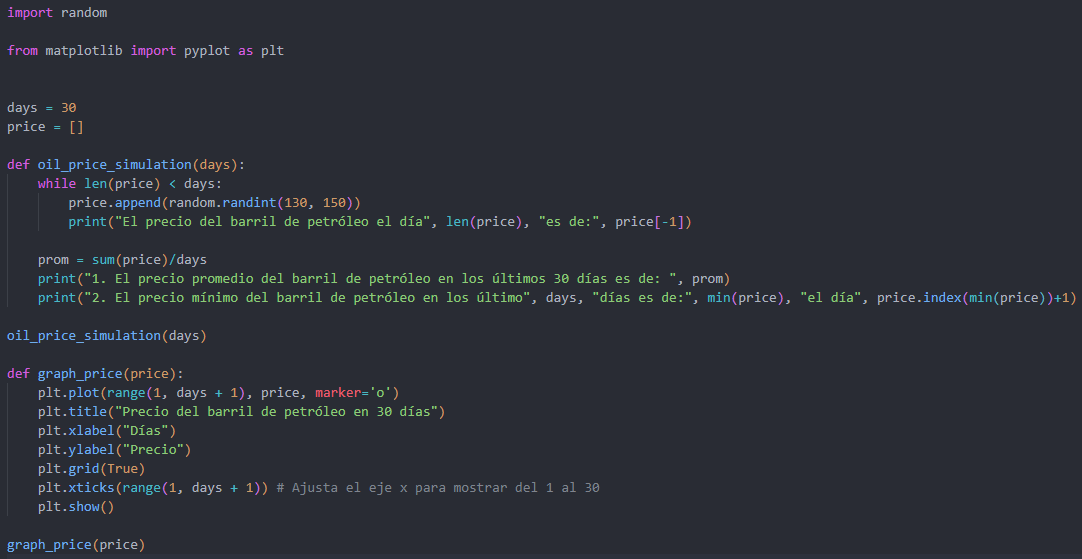 import random
from matplotlib import pyplot as plt
days = 30
price = []
def oil_price_simulation(days):
    while len(price) < days:
        price.append(random.randint(130, 150))
        print("El precio del barril de petróleo el día", len(price), "es de:", price[-1])
    prom = sum(price)/days
    print("1. El precio promedio del barril de petróleo en los últimos 30 días es de: ", prom)
    print("2. El precio mínimo del barril de petróleo en los último", days, "días es de:", min(price), "el día", price.index(min(price))+1)
oil_price_simulation(days)
def graph_price(price):
    plt.plot(range(1, days + 1), price, marker='o')
    plt.title("Precio del barril de petróleo en 30 días")
    plt.xlabel("Días")
    plt.ylabel("Precio")
    plt.grid(True)
    plt.xticks(range(1, days + 1)) # Ajusta el eje x para mostrar del 1 al 30
    plt.show()
graph_price(price)